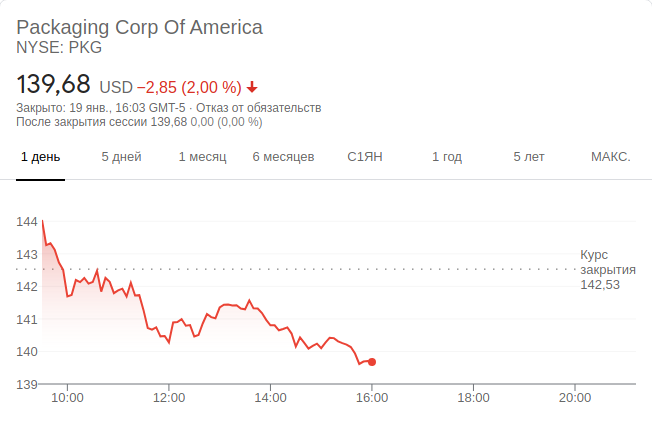 Packaging Corp Of America
NYSE: PKG
139,68 USD −2,85 (2,00 %)
Закрыто: 19 янв., 16:03 GMT-5 · Отказ от обязательств
После закрытия сессии 139,68 0,00 (0,00 %)
1 день 5 дней 1 месяц 6 месяцев С1ЯН 1 год 5 лет МАКС.
144
143
142
141
140
139
Курс
закрытия
142,53
10:00 12:00 14:00 16:00 18:00 20:00